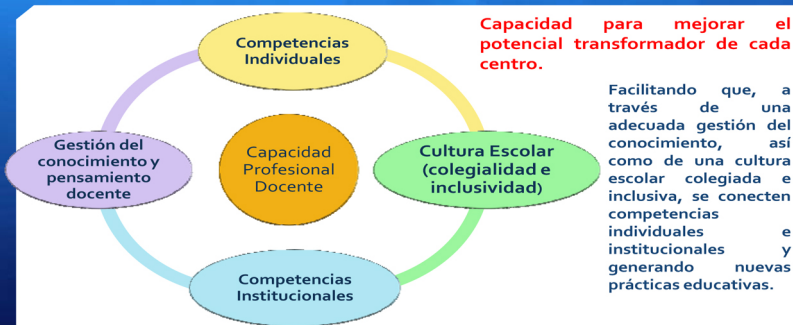 Competencias
Individuales
Gestión del
conocimiento y
pensamiento
docente
Capacidad
Profesional
Docente
Cultura Escolar
(colegialidad e
inclusividad)
Competencias
Institucionales
Capacidad para mejorar el
potencial transformador de cada
centro.
Facilitando que, a
través de una
adecuada gestión del
conocimiento, así
como de una cultura
escolar colegiada e
inclusiva, se conecten
competencias
individuales e
institucionales y
generando nuevas
prácticas educativas.